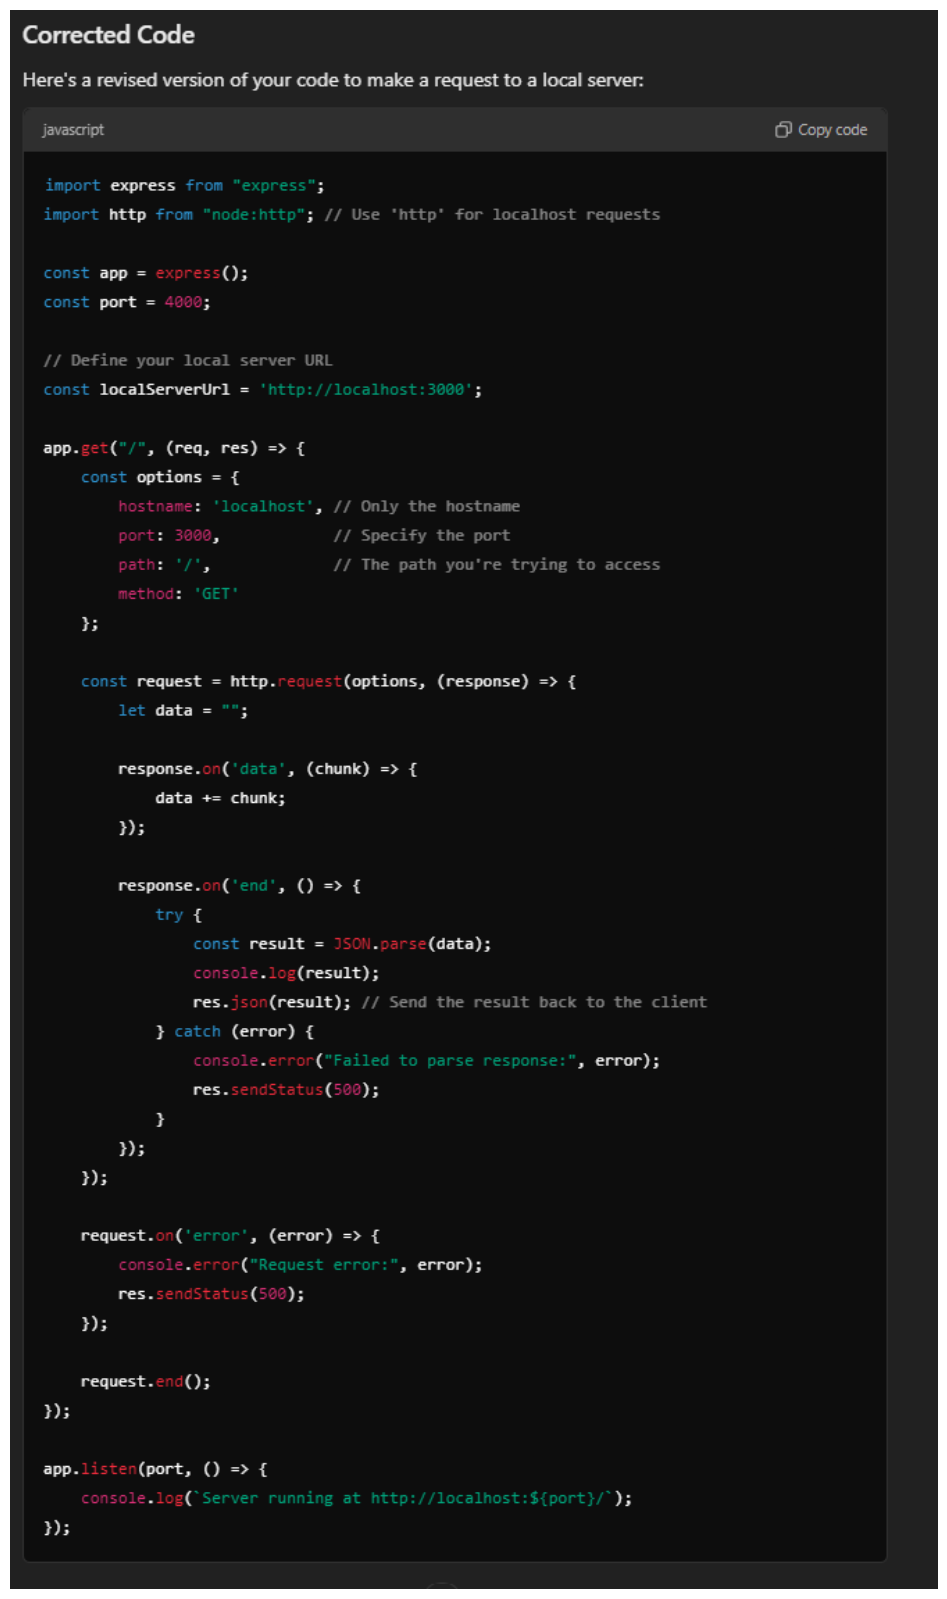 Corrected Code
Here's a revised version of your code to make a request to a local server:
javascript
Copy code
import express from "express";
import http from "node:http"; // Use 'http' for localhost requests
const app = express();
const port = 4000;
// Define your local server URL
const localServerUrl = 'http://localhost:3000';
app.get("/", (req, res) => {
    const options = {
        hostname: 'localhost', // Only the hostname
        port: 3000,            // Specify the port
        path: '/',             // The path you're trying to access
        method: 'GET'
    };
    const request = http.request(options, (response) => {
        let data = "";
        response.on('data', (chunk) => {
            data += chunk;
        });
        response.on('end', () => {
            try {
                const result = JSON.parse(data);
                console.log(result);
                res.json(result); // Send the result back to the client
            } catch (error) {
                console.error("Failed to parse response:", error);
                res.sendStatus(500);
            }
        });
    });
    request.on('error', (error) => {
        console.error("Request error:", error);
        res.sendStatus(500);
    });
    request.end();
});
app.listen(port, () => {
    console.log(`Server running at http://localhost:${port}/`);
});